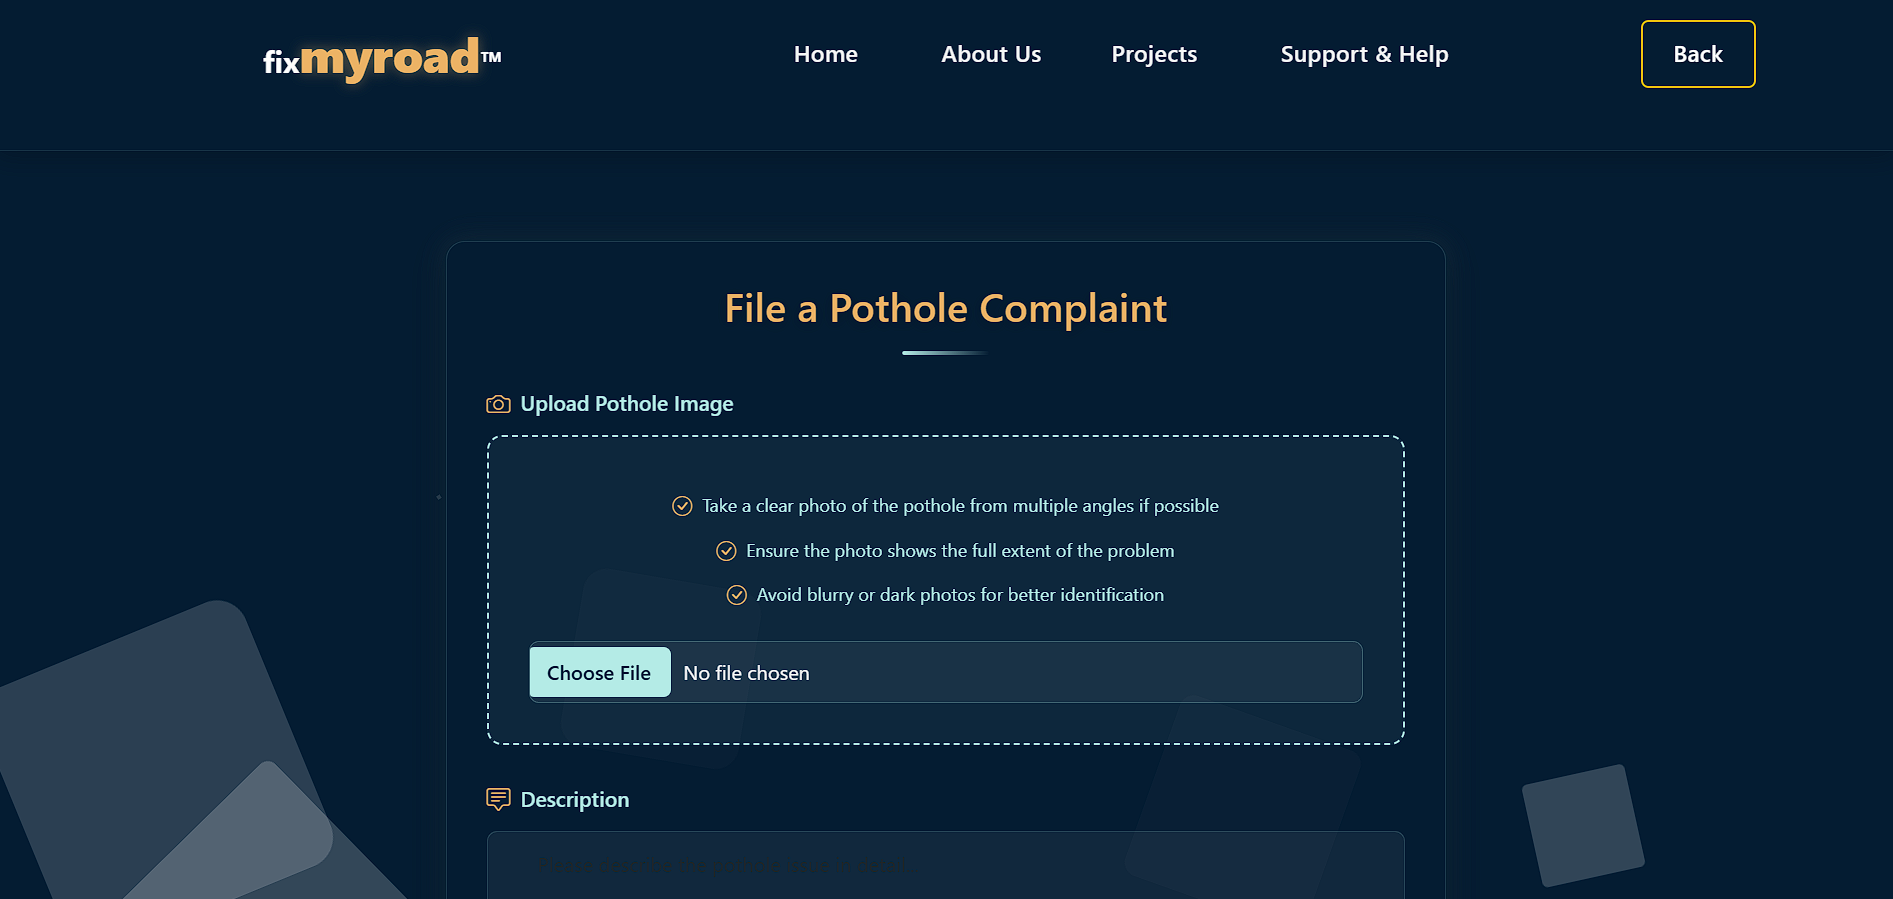 fixmyroad™
Home About Us Projects Support & Help Back
File a Pothole Complaint
Upload Pothole Image
Take a clear photo of the pothole from multiple angles if possible
Ensure the photo shows the full extent of the problem
Avoid blurry or dark photos for better identification
Choose File No file chosen
Description